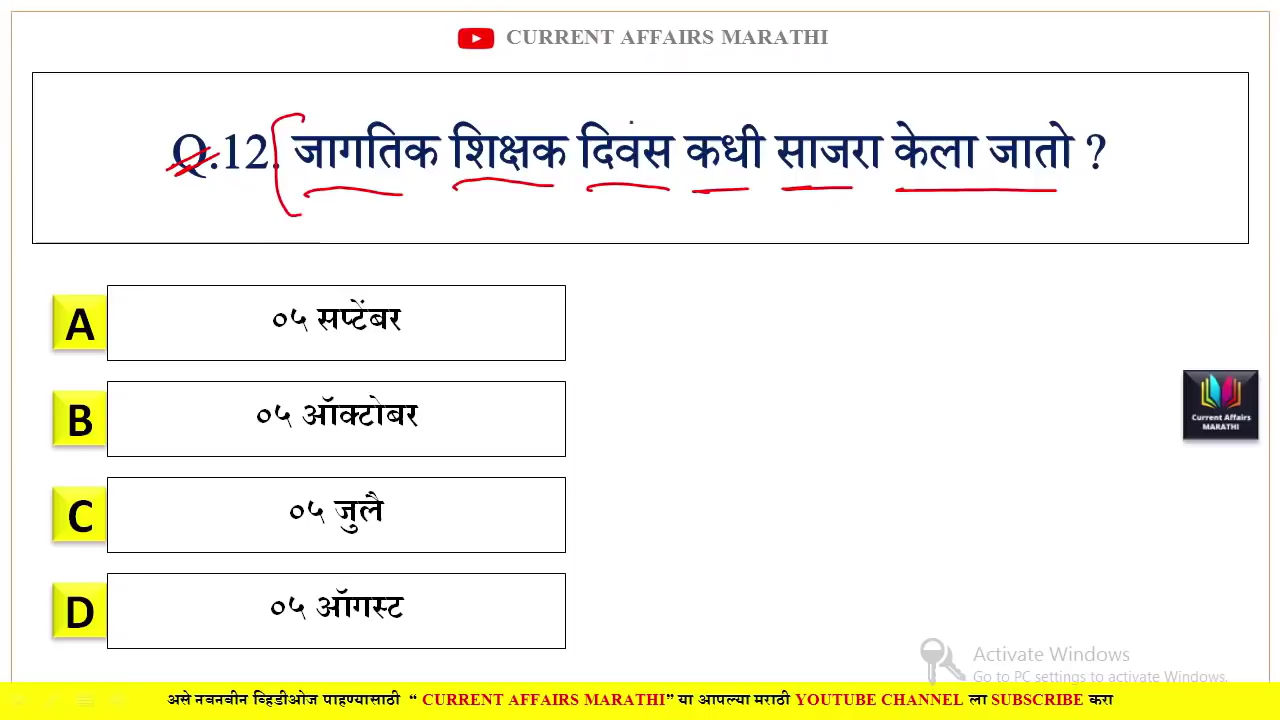 CURRENT AFFAIRS MARATHI
Q.12. जागतिक शिक्षक दिवस कधी साजरा केला जातो ?
A ०५ सप्टेंबर
B ०५ ऑक्टोबर
C ०५ जुलै
D ०५ ऑगस्ट
Current Affairs
MARATHI
Activate Windows
Go to PC settings to activate Windows.
असे नवनवीन व्हिडीओज पाहण्यासाठी “ CURRENT AFFAIRS MARATHI” या आपल्या मराठी YOUTUBE CHANNEL ला SUBSCRIBE करा